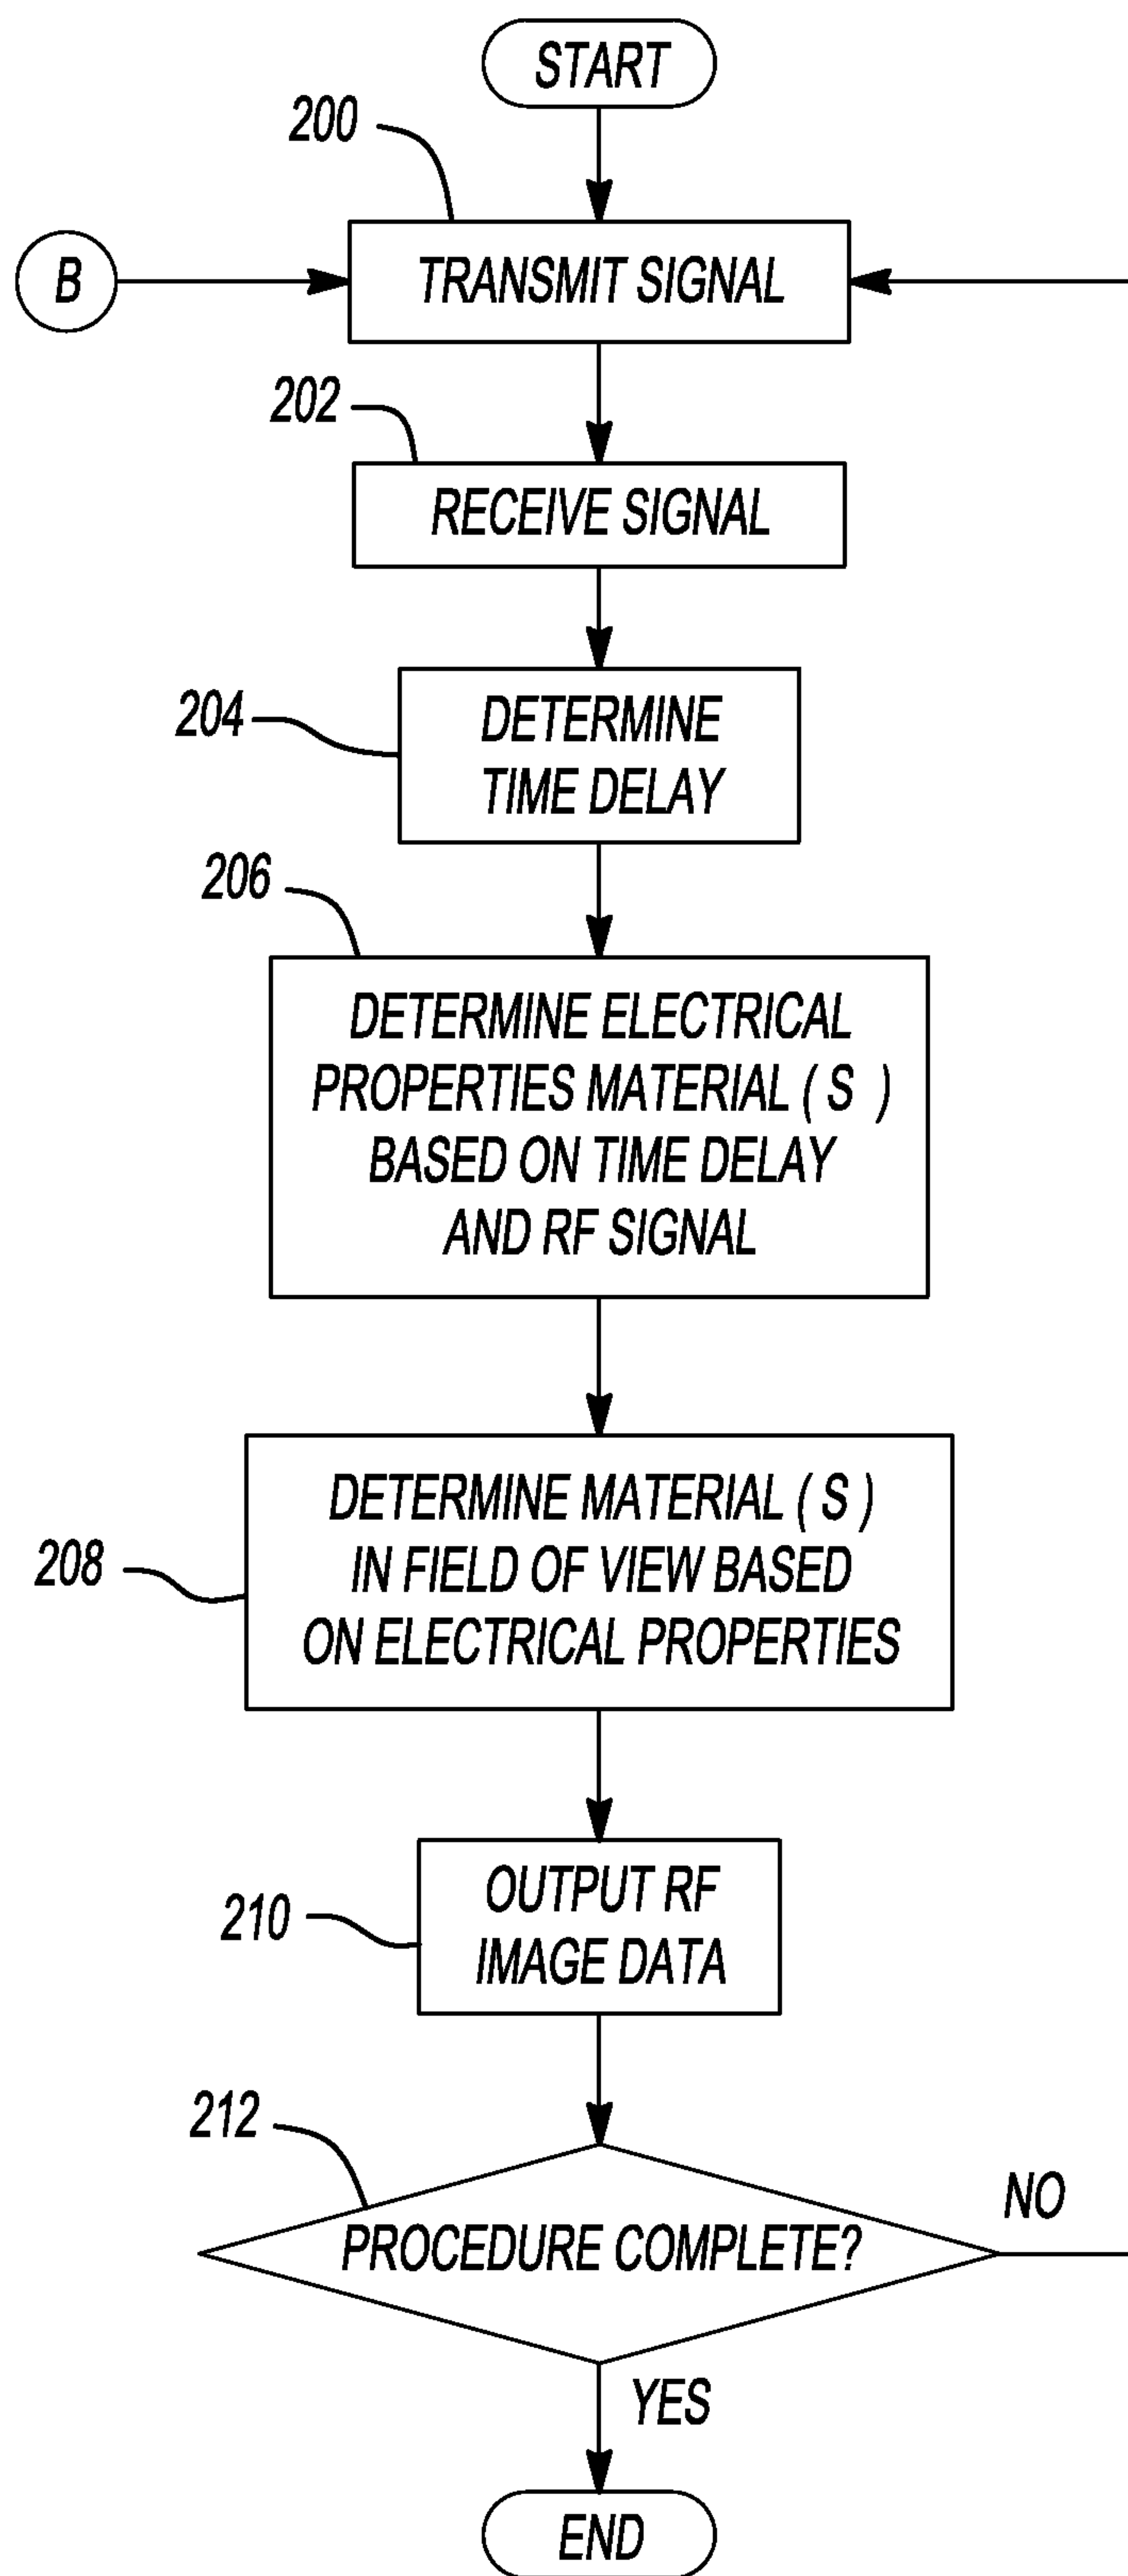 START
200
B
TRANSMIT SIGNAL
202
RECEIVE SIGNAL
204
DETERMINE
TIME DELAY
206
DETERMINE ELECTRICAL
PROPERTIES MATERIAL ( S )
BASED ON TIME DELAY
AND RF SIGNAL
208
DETERMINE MATERIAL ( S )
IN FIELD OF VIEW BASED
ON ELECTRICAL PROPERTIES
210
OUTPUT RF
IMAGE DATA
212
PROCEDURE COMPLETE?
NO
YES
END